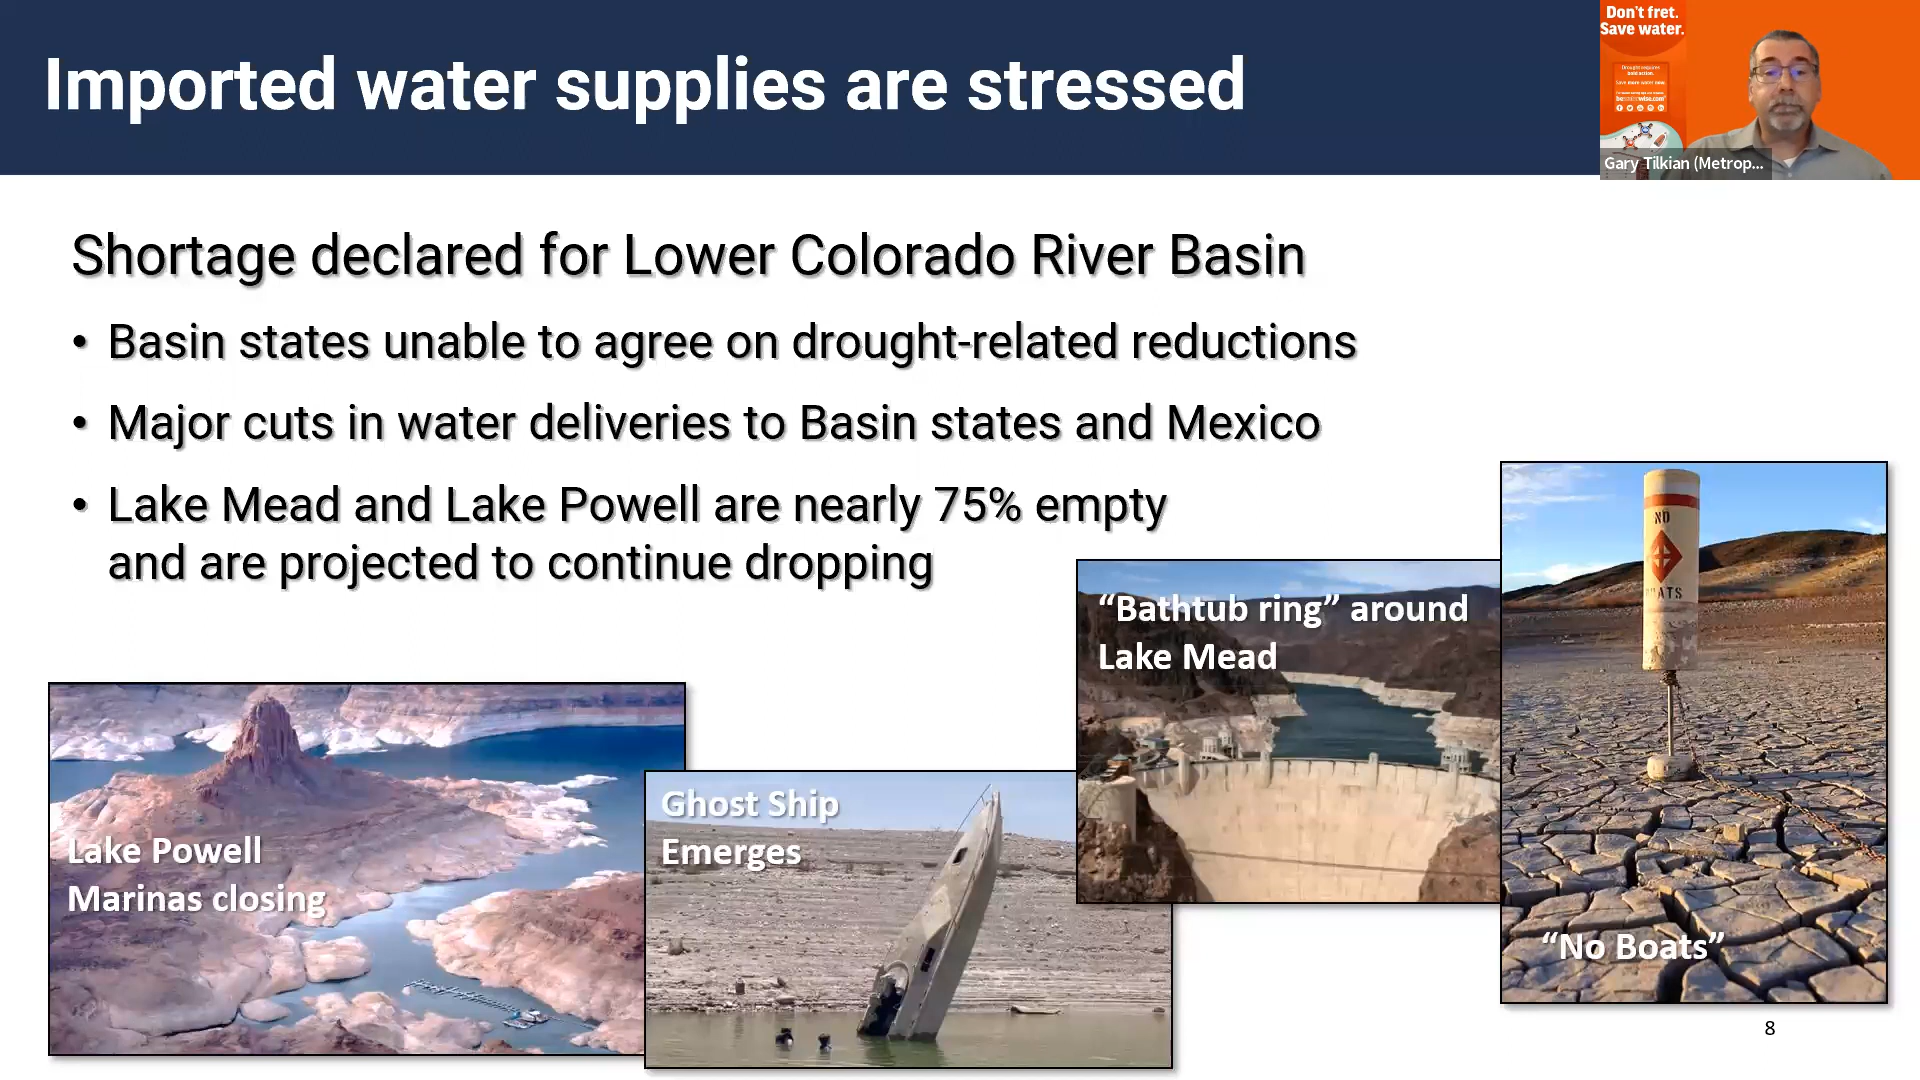 Imported water supplies are stressed
Don't fret.
Save water.
Gary Tilkian (Metrop...
Shortage declared for Lower Colorado River Basin
• Basin states unable to agree on drought-related reductions
• Major cuts in water deliveries to Basin states and Mexico
• Lake Mead and Lake Powell are nearly 75% empty
and are projected to continue dropping
“Bathtub ring” around
Lake Mead
NO
Lake Powell
Marinas closing
Ghost Ship
Emerges
“No Boats”
8